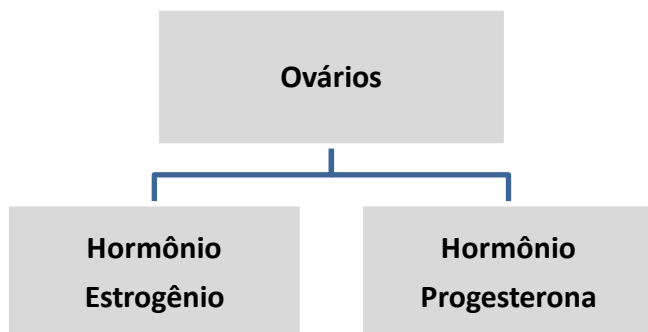 Ovários
Hormônio
Estrogênio
Hormônio
Progesterona